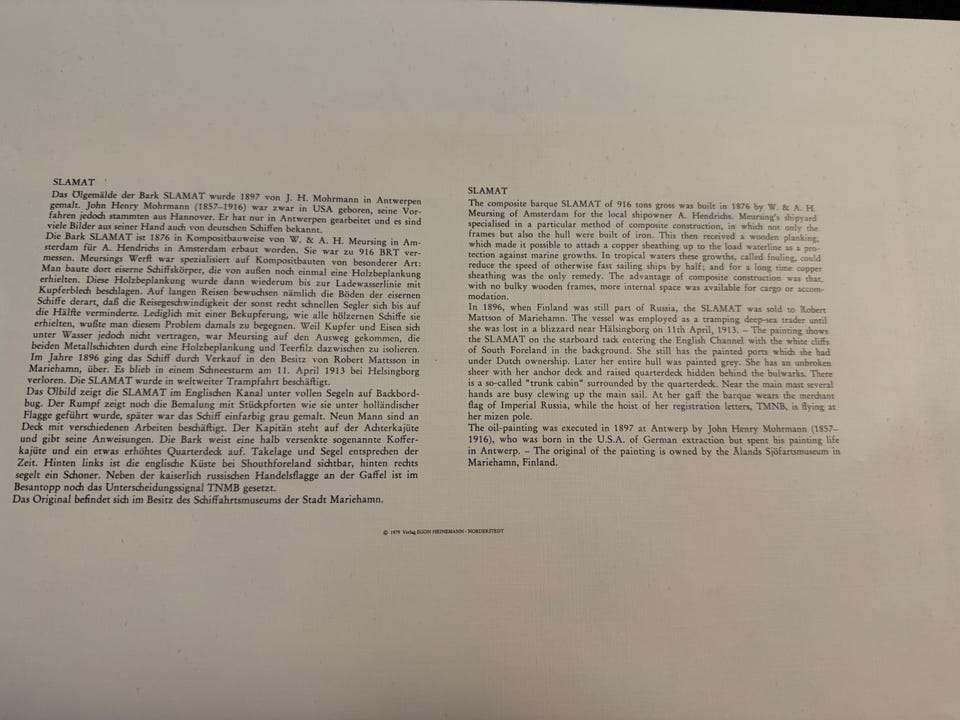 SLAMAT
Das Ölgemälde der Bark SLAMAT wurde 1897 von J. H. Mohrmann in Antwerpen
gemalt. John Henry Mohrmann (1857–1916) war zwar in USA geboren, seine Vor-
fahren jedoch stammten aus Hannover. Er hat nur in Antwerpen gearbeitet und es sind
viele Bilder aus seiner Hand auch von deutschen Schiffen bekannt.
Die Bark SLAMAT ist 1876 in Kompositbauweise von W. & A. H. Meursing in Am-
sterdam für A. Hendrichs in Amsterdam erbaut worden. Sie war zu 916 BRT ver-
messen. Meursings Werft war spezialisiert auf Kompositbauten von besonderer Art:
Man baute dort eiserne Schiffskörper, die von außen noch einmal eine Holzbeplankung
erhielten. Diese Holzbeplankung wurde dann wiederum bis zur Ladewasserlinie mit
Kupferblech beschlagen. Auf langen Reisen bewuchsen nämlich die Böden der eisernen
Schiffe derart, daß die Reisegeschwindigkeit der sonst recht schnellen Segler sich bis auf
die Hälfte verminderte. Lediglich mit einer Bekupferung, wie alle hölzernen Schiffe sie
erhielten, wußte man diesem Problem damals zu begegnen. Weil Kupfer und Eisen sich
unter Wasser jedoch nicht vertragen, war Meursing auf den Ausweg gekommen, die
beiden Metallschichten durch eine Holzbeplankung und Teerfilz dazwischen zu isolieren.
Im Jahre 1896 ging das Schiff durch Verkauf in den Besitz von Robert Mattsson in
Mariehamn, über. Es blieb in einem Schneesturm am 11. April 1913 bei Helsingborg
verloren. Die SLAMAT wurde in weltweiter Trampfahrt beschäftigt.
Das Ölbild zeigt die SLAMAT im Englischen Kanal unter vollen Segeln auf Backbord-
bug. Der Rumpf zeigt noch die Bemalung mit Stückpforten wie sie unter holländischer
Flagge geführt wurde, später war das Schiff einfarbig grau gemalt. Neun Mann sind an
Deck mit verschiedenen Arbeiten beschäftigt. Der Kapitän steht auf der Achterkajüte
und gibt seine Anweisungen. Die Bark weist eine halb versenkte sogenannte Koffer-
kajüte und ein etwas erhöhtes Quarterdeck auf. Takelage und Segel entsprechen der
Zeit. Hinten links ist die englische Küste bei Shouthforeland sichtbar, hinten rechts
segelt ein Schoner. Neben der kaiserlich russischen Handelsflagge an der Gaffel ist im
Besantopp noch das Unterscheidungssignal TNMB gesetzt.
Das Original befindet sich im Besitz des Schiffahrtsmuseums der Stadt Mariehamn.
SLAMAT
The composite barque SLAMAT of 916 tons gross was built in 1876 by W. & A. H.
Meursing of Amsterdam for the local shipowner A. Hendrichs. Meursing's shipyard
specialised in a particular method of composite construction, in which not only the
frames but also the hull were built of iron. This then received a wooden planking,
which made it possible to attach a copper sheathing up to the load waterline as a pro-
tection against marine growths. In tropical waters these growths, called fouling, could
reduce the speed of otherwise fast sailing ships by half; and for a long time copper
sheathing was the only remedy. The advantage of composite construction was that,
with no bulky wooden frames, more internal space was available for cargo or accom-
modation.
In 1896, when Finland was still part of Russia, the SLAMAT was sold to Robert
Mattson of Mariehamn. The vessel was employed as a tramping deep-sea trader until
she was lost in a blizzard near Hälsingborg on 11th April, 1913. – The painting shows
the SLAMAT on the starboard tack entering the English Channel with the white cliffs
of South Foreland in the background. She still has the painted ports which she had
under Dutch ownership. Later her entire hull was painted grey. She has an unbroken
sheer with her anchor deck and raised quarterdeck hidden behind the bulwarks. There
is a so-called "trunk cabin" surrounded by the quarterdeck. Near the main mast several
hands are busy clewing up the main sail. At her gaff the barque wears the merchant
flag of Imperial Russia, while the hoist of her registration letters, TMNB, is flying at
her mizen pole.
The oil-painting was executed in 1897 at Antwerp by John Henry Mohrmann (1857–
1916), who was born in the U.S.A. of German extraction but spent his painting life
in Antwerp. – The original of the painting is owned by the Ålands Sjöfartsmuseum in
Mariehamn, Finland.
© 1979 Verlag EGON HEINEMANN - NORDERSTEDT